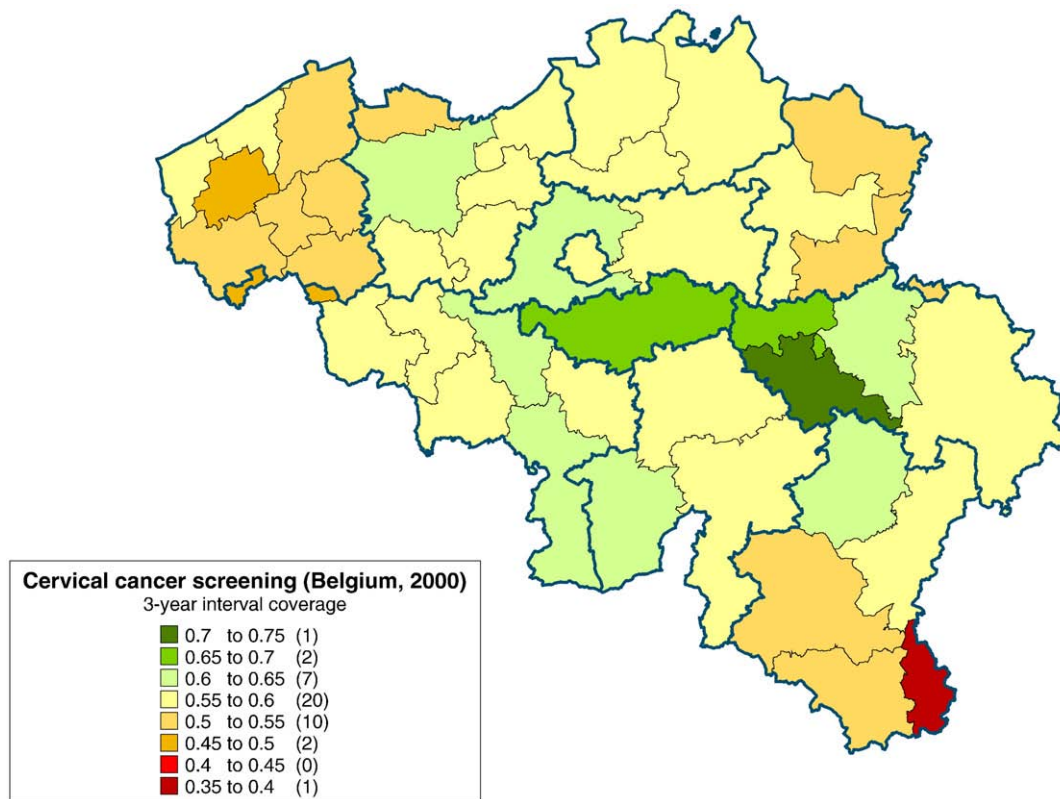 Cervical cancer screening (Belgium, 2000)
3-year interval coverage
0.7 to 0.75 (1)
0.65 to 0.7 (2)
0.6 to 0.65 (7)
0.55 to 0.6 (20)
0.5 to 0.55 (10)
0.45 to 0.5 (2)
0.4 to 0.45 (0)
0.35 to 0.4 (1)